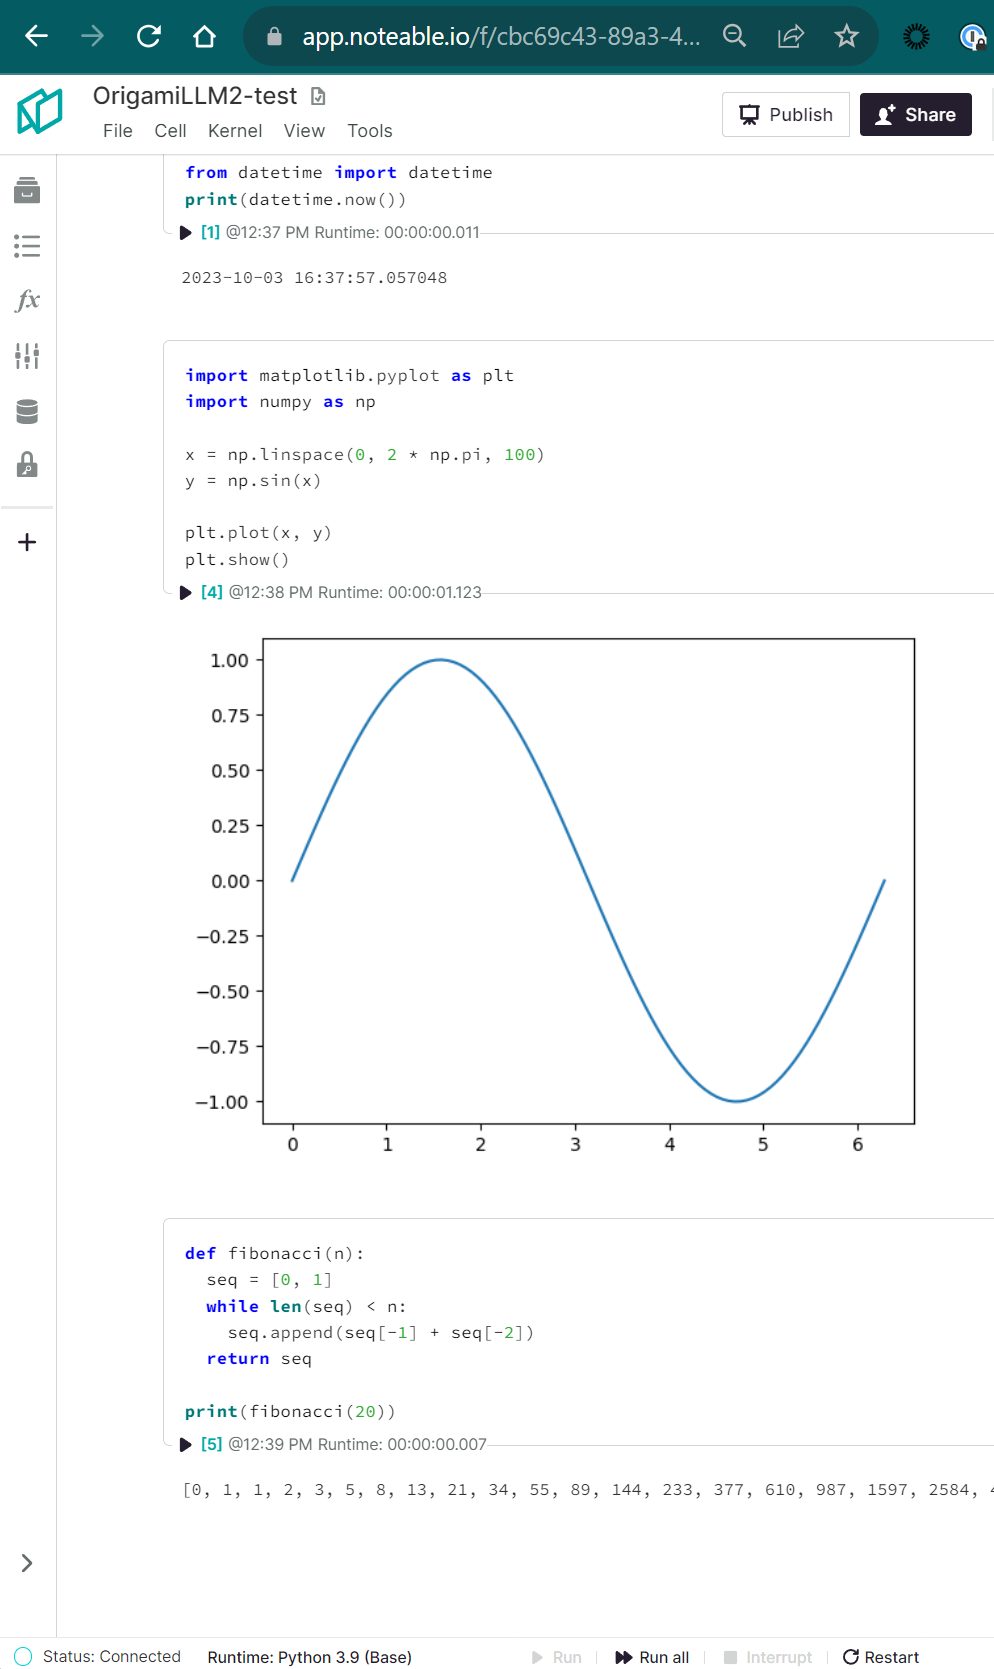 app.noteable.io/f/cbc69c43-89a3-4...
OrigamiLLM2-test
File Cell Kernel View Tools
Publish
Share
from datetime import datetime
print(datetime.now())
[1] @12:37 PM Runtime: 00:00:00.011
2023-10-03 16:37:57.057048
fx
import matplotlib.pyplot as plt
import numpy as np
x = np.linspace(0, 2 * np.pi, 100)
y = np.sin(x)
plt.plot(x, y)
plt.show()
[4] @12:38 PM Runtime: 00:00:01.123
1.00
0.75
0.50
0.25
0.00
−0.25
−0.50
−0.75
−1.00
0 1 2 3 4 5 6
def fibonacci(n):
  seq = [0, 1]
  while len(seq) < n:
    seq.append(seq[-1] + seq[-2])
  return seq
print(fibonacci(20))
[5] @12:39 PM Runtime: 00:00:00.007
[0, 1, 1, 2, 3, 5, 8, 13, 21, 34, 55, 89, 144, 233, 377, 610, 987, 1597, 2584,
Status: Connected Runtime: Python 3.9 (Base) Run Run all Interrupt Restart